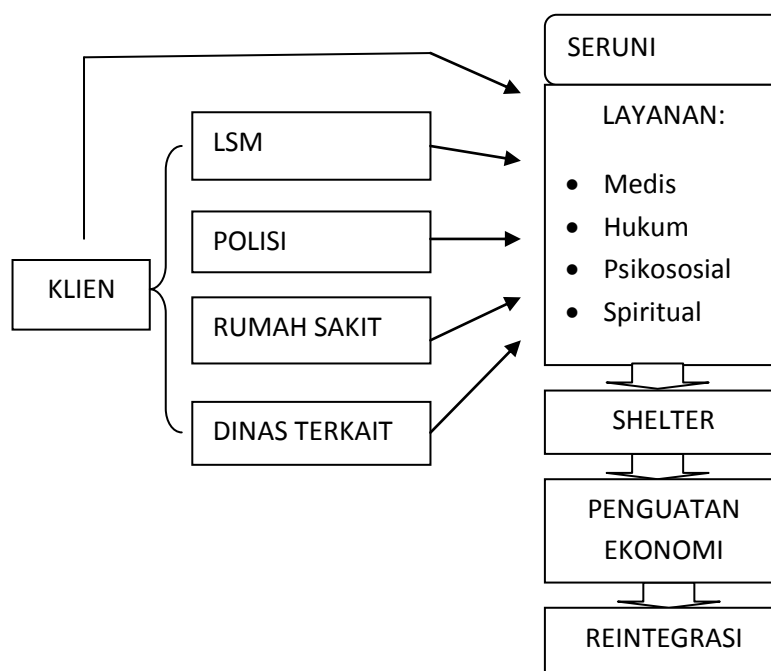 KLIEN
LSM
POLISI
RUMAH SAKIT
DINAS TERKAIT
SERUNI
LAYANAN:
• Medis
• Hukum
• Psikososial
• Spiritual
SHELTER
PENGUATAN
EKONOMI
REINTEGRASI